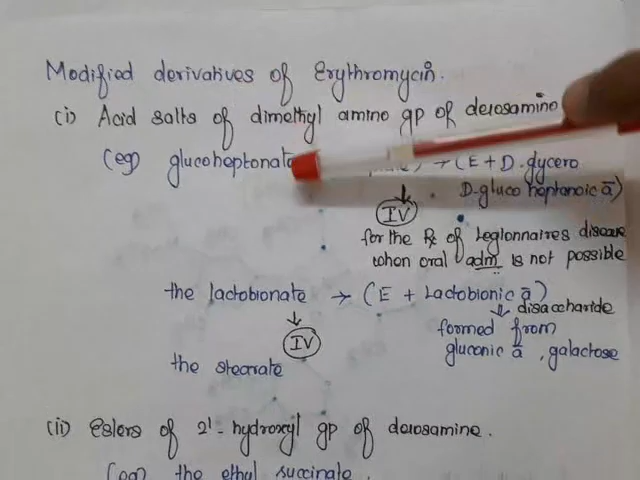 Modified derivatives of Erythromycin.
(i) Acid salts of dimethyl amino gp of desosamine
(eg) glucoheptonate → (E + D-glycero
D-gluco heptonoic ā)
IV
for the Rx of Legionnaires disease
when oral adm is not possible
the lactobionate → (E + Lactobionic ā)
disaccharide
IV
formed from
gluconic ā, galactose
the stearate
(ii) Esters of 2'-hydroxyl gp of desosamine.
(eg) the ethyl succinate.